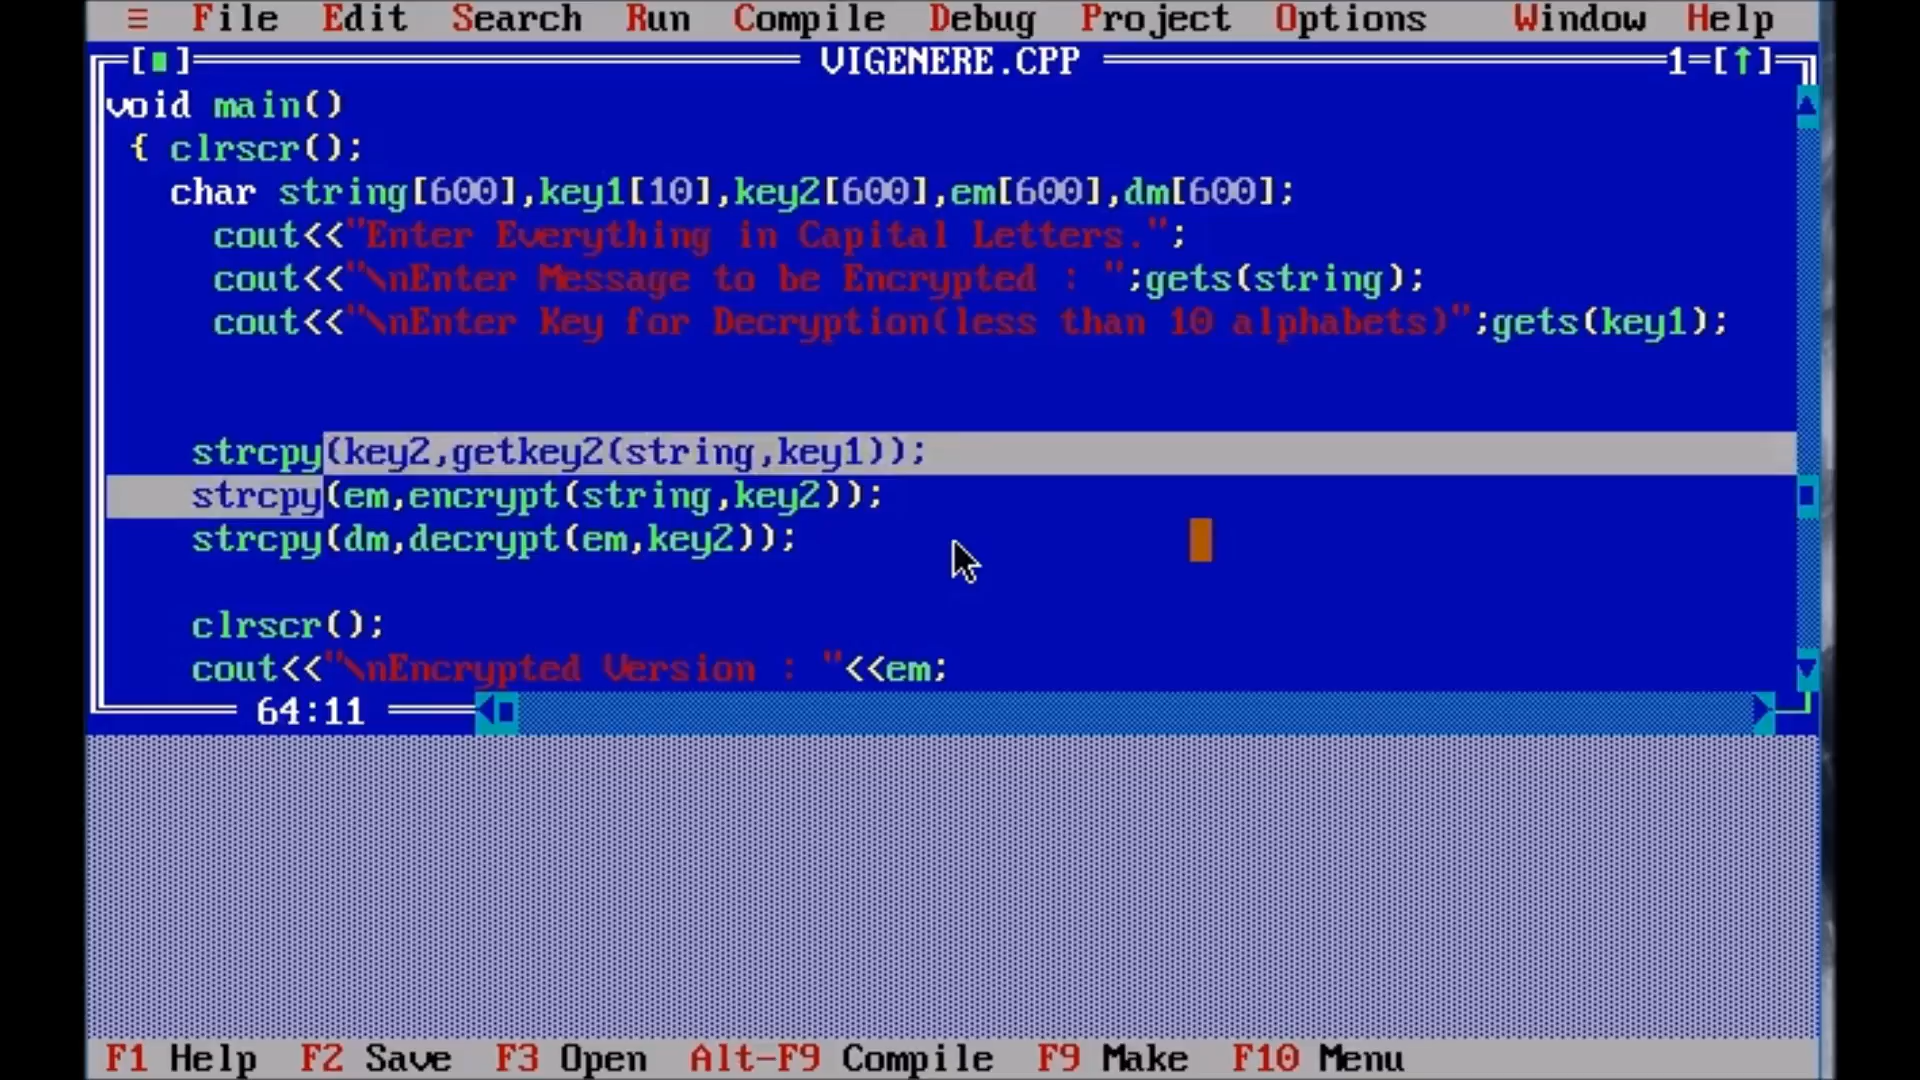 ≡ File Edit Search Run Compile Debug Project Options Window Help
[■] VIGENERE.CPP 1=[↑]
void main()
{ clrscr();
char string[600],key1[10],key2[600],em[600],dm[600];
cout<<"Enter Everything in Capital Letters.";
cout<<"\nEnter Message to be Encrypted : ";gets(string);
cout<<"\nEnter Key for Decryption(less than 10 alphabets)";gets(key1);
strcpy(key2,getkey2(string,key1));
strcpy(em,encrypt(string,key2));
strcpy(dm,decrypt(em,key2));
clrscr();
cout<<"\nEncrypted Version : "<<em;
64:11
F1 Help F2 Save F3 Open Alt-F9 Compile F9 Make F10 Menu